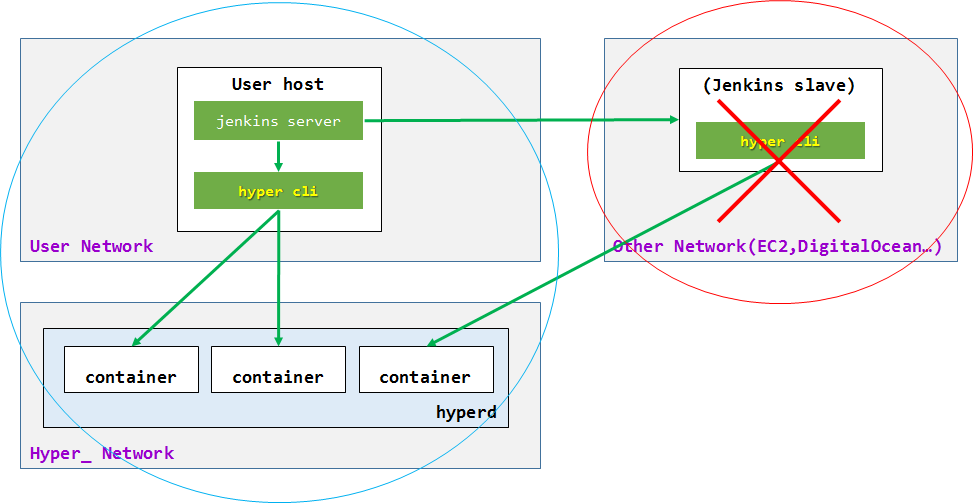 User host
jenkins server
hyper cli
User Network
(Jenkins slave)
hyper cli
Other Network(EC2,DigitalOcean…)
container
container
container
hyperd
Hyper_ Network